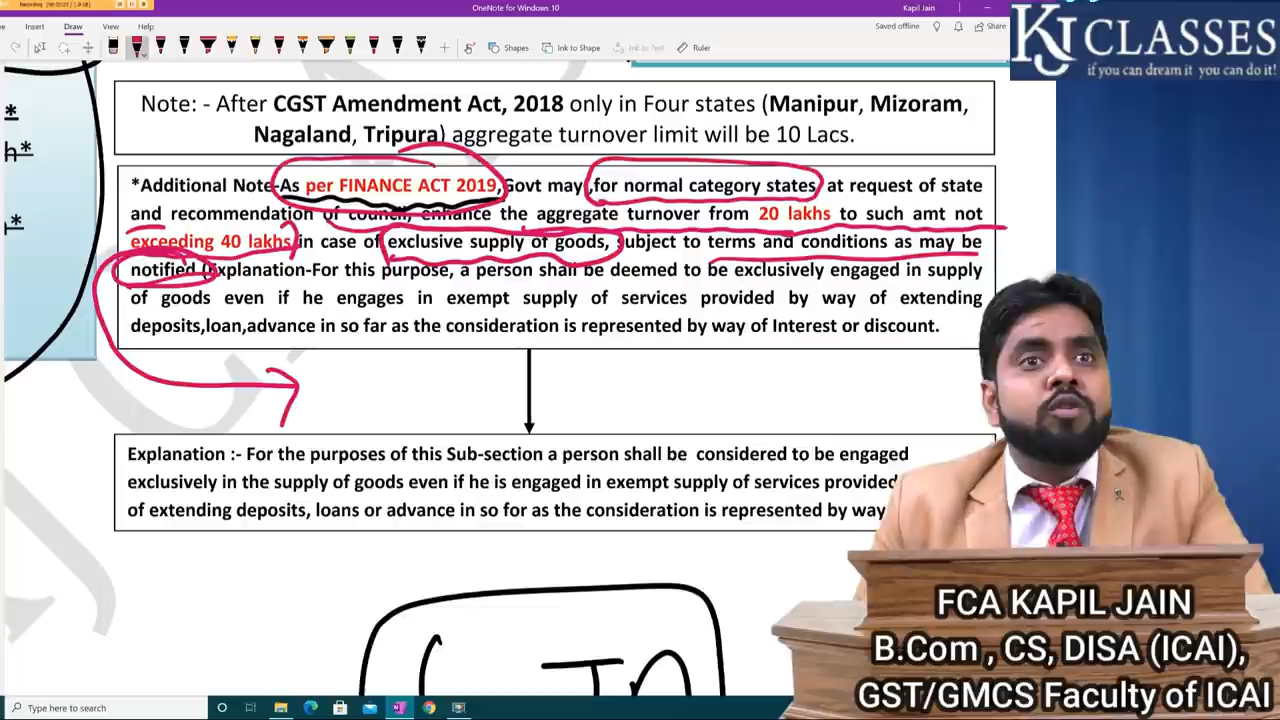 OneNote for Windows 10
Kapil Jain
Insert Draw View Help
Saved offline
Share
Shapes Ink to Shape Ink to Text Ruler
KJ CLASSES
if you can dream it you can do it!
*
h*
*
Note: - After CGST Amendment Act, 2018 only in Four states (Manipur, Mizoram,
Nagaland, Tripura) aggregate turnover limit will be 10 Lacs.
*Additional Note-As per FINANCE ACT 2019,Govt may ,for normal category states at request of state
and recommendation of council, enhance the aggregate turnover from 20 lakhs to such amt not
exceeding 40 lakhs in case of exclusive supply of goods, subject to terms and conditions as may be
notified (Explanation-For this purpose, a person shall be deemed to be exclusively engaged in supply
of goods even if he engages in exempt supply of services provided by way of extending
deposits,loan,advance in so far as the consideration is represented by way of Interest or discount.
Explanation :- For the purposes of this Sub-section a person shall be considered to be engaged
exclusively in the supply of goods even if he is engaged in exempt supply of services provided
of extending deposits, loans or advance in so far as the consideration is represented by way
FCA KAPIL JAIN
B.Com , CS, DISA (ICAI),
GST/GMCS Faculty of ICAI
Type here to search